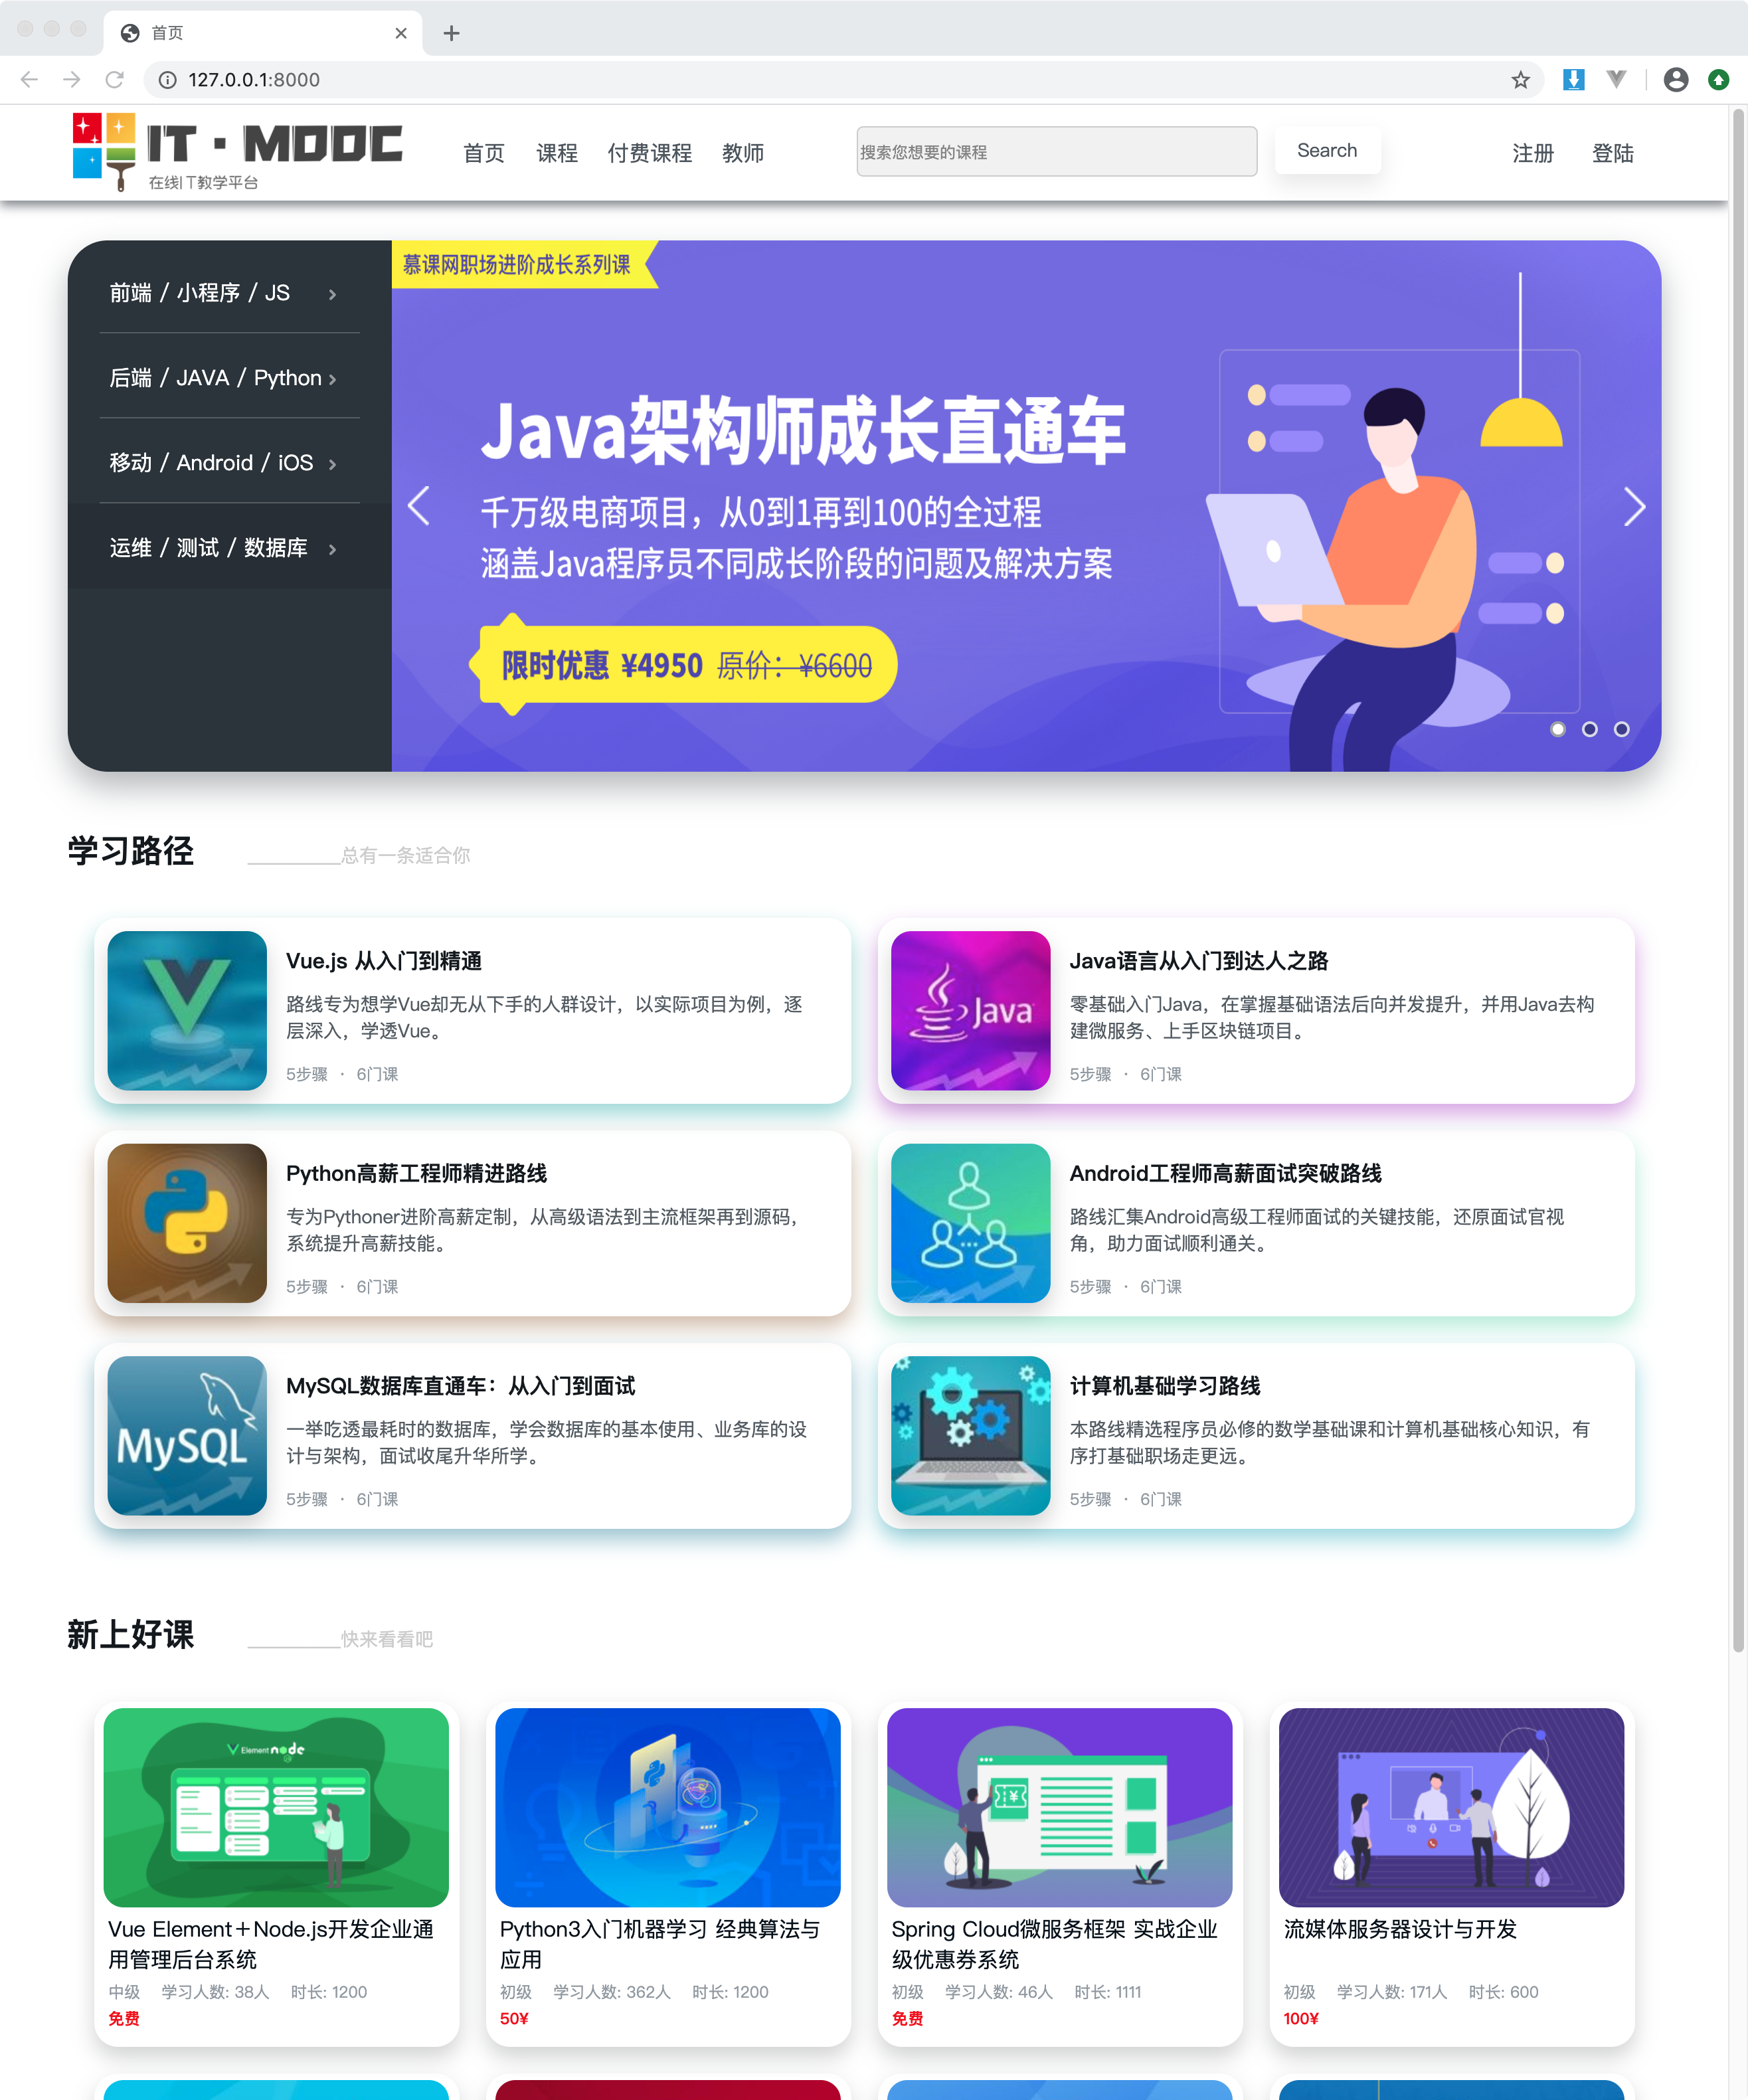 首页
127.0.0.1:8000
IT·MOOC
在线IT教学平台
首页 课程 付费课程 教师
搜索您想要的课程
Search
注册 登陆
前端 / 小程序 / JS
后端 / JAVA / Python
移动 / Android / iOS
运维 / 测试 / 数据库
慕课网职场进阶成长系列课
Java架构师成长直通车
千万级电商项目，从0到1再到100的全过程
涵盖Java程序员不同成长阶段的问题及解决方案
限时优惠 ¥4950 原价：¥6600
学习路径
总有一条适合你
Vue.js 从入门到精通
路线专为想学Vue却无从下手的人群设计，以实际项目为例，逐
层深入，学透Vue。
5步骤 · 6门课
Java
Java语言从入门到达人之路
零基础入门Java，在掌握基础语法后向并发提升，并用Java去构
建微服务、上手区块链项目。
5步骤 · 6门课
Python高薪工程师精进路线
专为Pythoner进阶高薪定制，从高级语法到主流框架再到源码，
系统提升高薪技能。
5步骤 · 6门课
Android工程师高薪面试突破路线
路线汇集Android高级工程师面试的关键技能，还原面试官视
角，助力面试顺利通关。
5步骤 · 6门课
MySQL
MySQL数据库直通车：从入门到面试
一举吃透最耗时的数据库，学会数据库的基本使用、业务库的设
计与架构，面试收尾升华所学。
5步骤 · 6门课
计算机基础学习路线
本路线精选程序员必修的数学基础课和计算机基础核心知识，有
序打基础职场走更远。
5步骤 · 6门课
新上好课
快来看看吧
Element node
Vue Element＋Node.js开发企业通
用管理后台系统
中级 学习人数: 38人 时长: 1200
免费
Python3入门机器学习 经典算法与
应用
初级 学习人数: 362人 时长: 1200
50¥
¥
Spring Cloud微服务框架 实战企业
级优惠券系统
初级 学习人数: 46人 时长: 1111
免费
流媒体服务器设计与开发
初级 学习人数: 171人 时长: 600
100¥